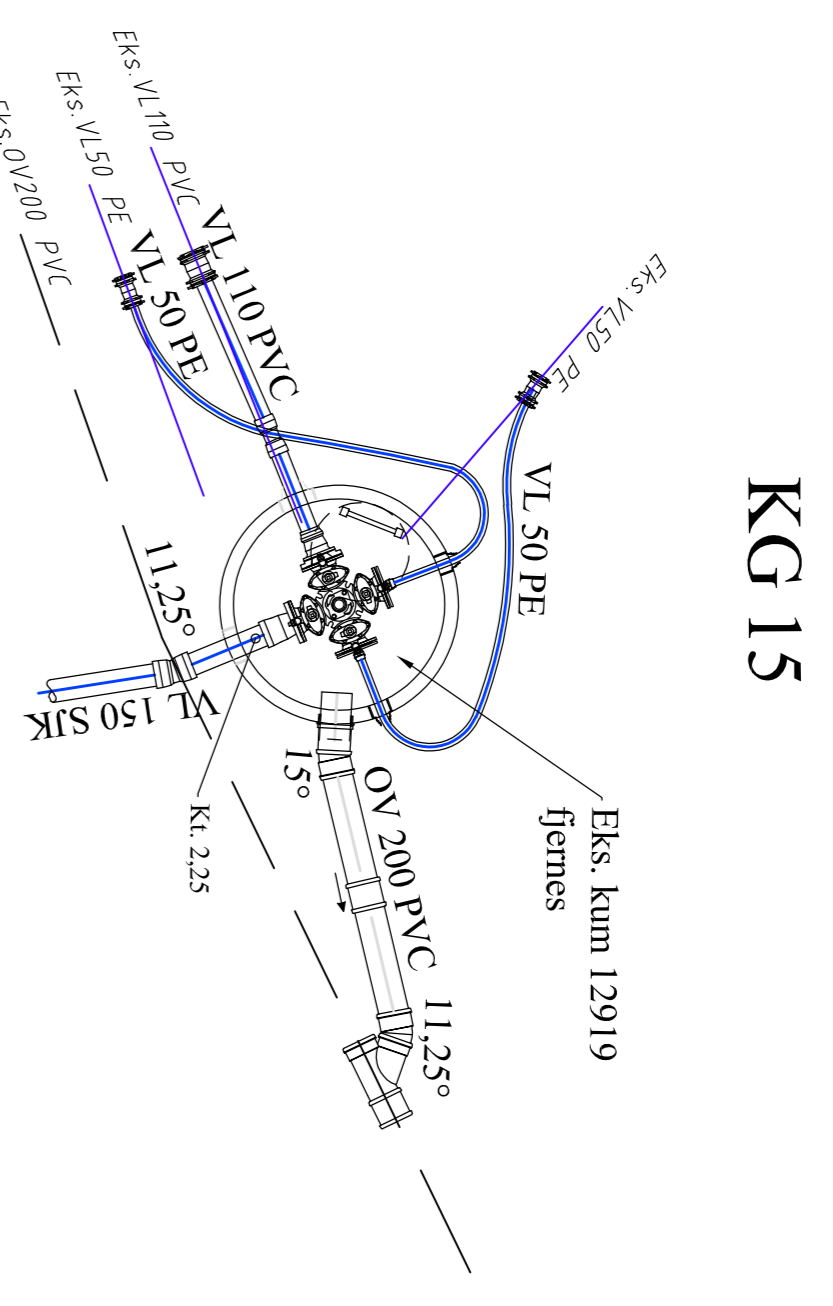 KG 15
Eks. VL110 PVC
Eks. VL50 PE
Eks.OV200 PVC
VL 110 PVC
VL 50 PE
Eks.VL50 PE
VL 50 PE
11,25°
VL 150 SJK
Kt. 2,25
15°
OV 200 PVC
11,25°
Eks. kum 12919
fjernes